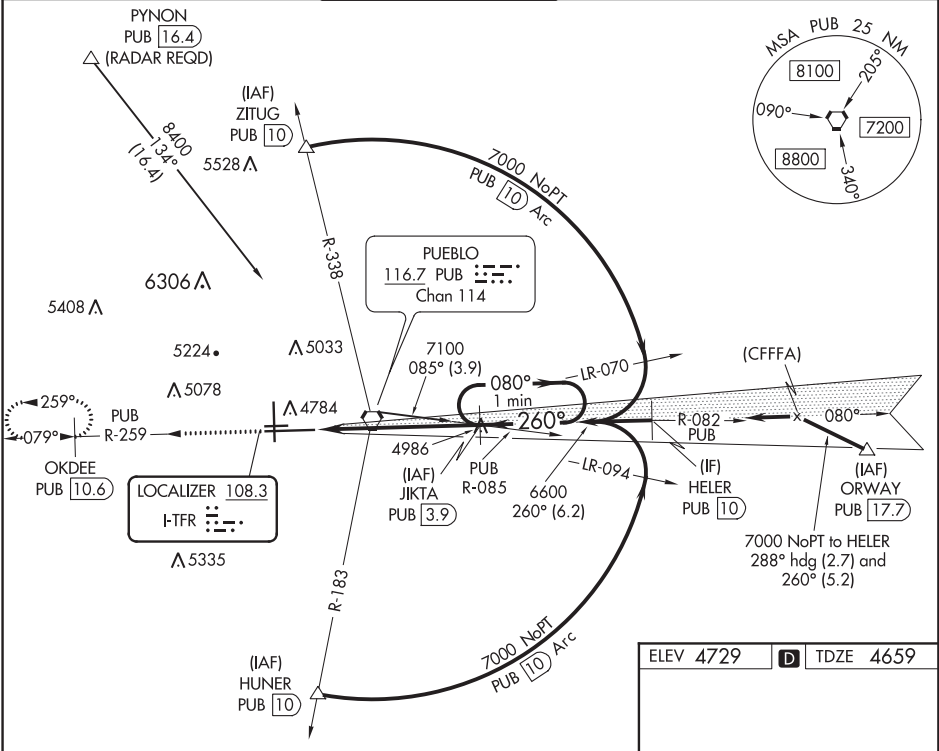 PYNON
PUB 16.4
(RADAR REQD)
8400
134°
(16.4)
(IAF)
ZITUG
PUB 10
5528
7000 NoPT
PUB 10 Arc
MSA PUB 25 NM
8100
205°
090°
7200
8800
340°
R-338
PUEBLO
116.7 PUB
Chan 114
6306
5408
5224
5033
5078
4784
7100
085° (3.9)
LR-070
(CFFFA)
080°
1 min
260°
R-082
PUB
080°
259°
079°
PUB
R-259
OKDEE
PUB 10.6
4986
(IAF)
JIKTA
PUB 3.9
PUB
R-085
LR-094
6600
260° (6.2)
(IF)
HELER
PUB 10
(IAF)
ORWAY
PUB 17.7
LOCALIZER 108.3
I-TFR
7000 NoPT to HELER
288° hdg (2.7) and
260° (5.2)
5335
R-183
7000 NoPT
PUB 10 Arc
(IAF)
HUNER
PUB 10
ELEV 4729 D TDZE 4659